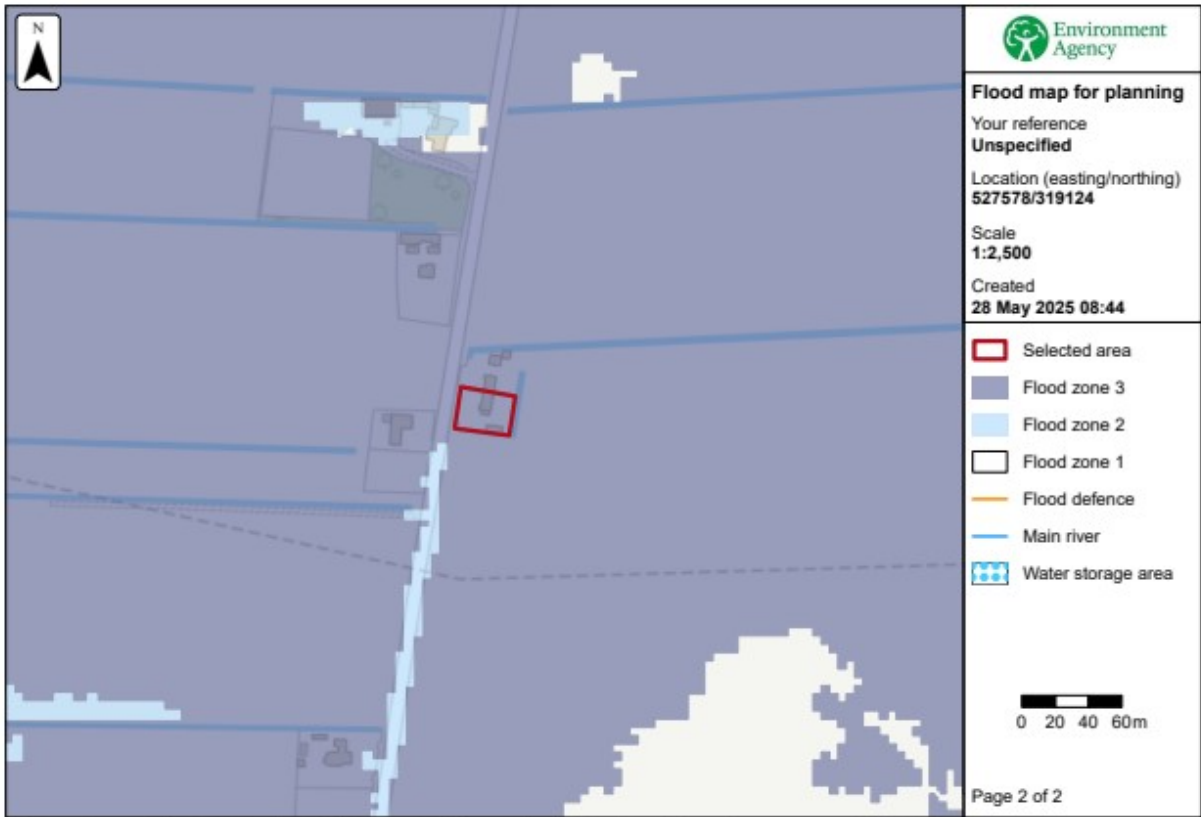 N
Environment
Agency
Flood map for planning
Your reference
Unspecified
Location (easting/northing)
527578/319124
Scale
1:2,500
Created
28 May 2025 08:44
Selected area
Flood zone 3
Flood zone 2
Flood zone 1
Flood defence
Main river
Water storage area
0 20 40 60m
Page 2 of 2